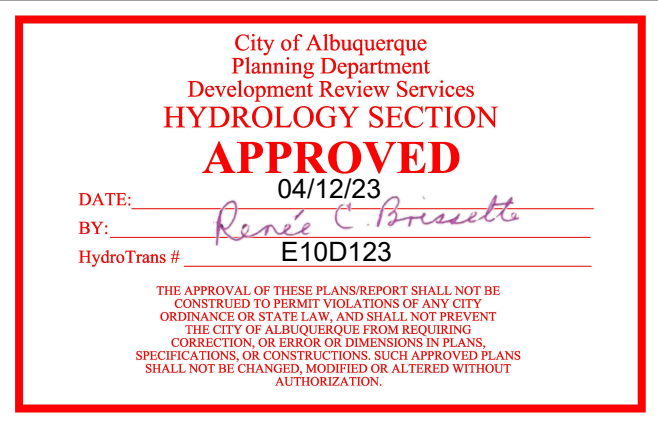 City of Albuquerque
Planning Department
Development Review Services
HYDROLOGY SECTION
APPROVED
DATE: 04/12/23
BY: Renée C. Brissette
HydroTrans # E10D123
THE APPROVAL OF THESE PLANS/REPORT SHALL NOT BE
CONSTRUED TO PERMIT VIOLATIONS OF ANY CITY
ORDINANCE OR STATE LAW, AND SHALL NOT PREVENT
THE CITY OF ALBUQUERQUE FROM REQUIRING
CORRECTION, OR ERROR OR DIMENSIONS IN PLANS,
SPECIFICATIONS, OR CONSTRUCTIONS. SUCH APPROVED PLANS
SHALL NOT BE CHANGED, MODIFIED OR ALTERED WITHOUT
AUTHORIZATION.